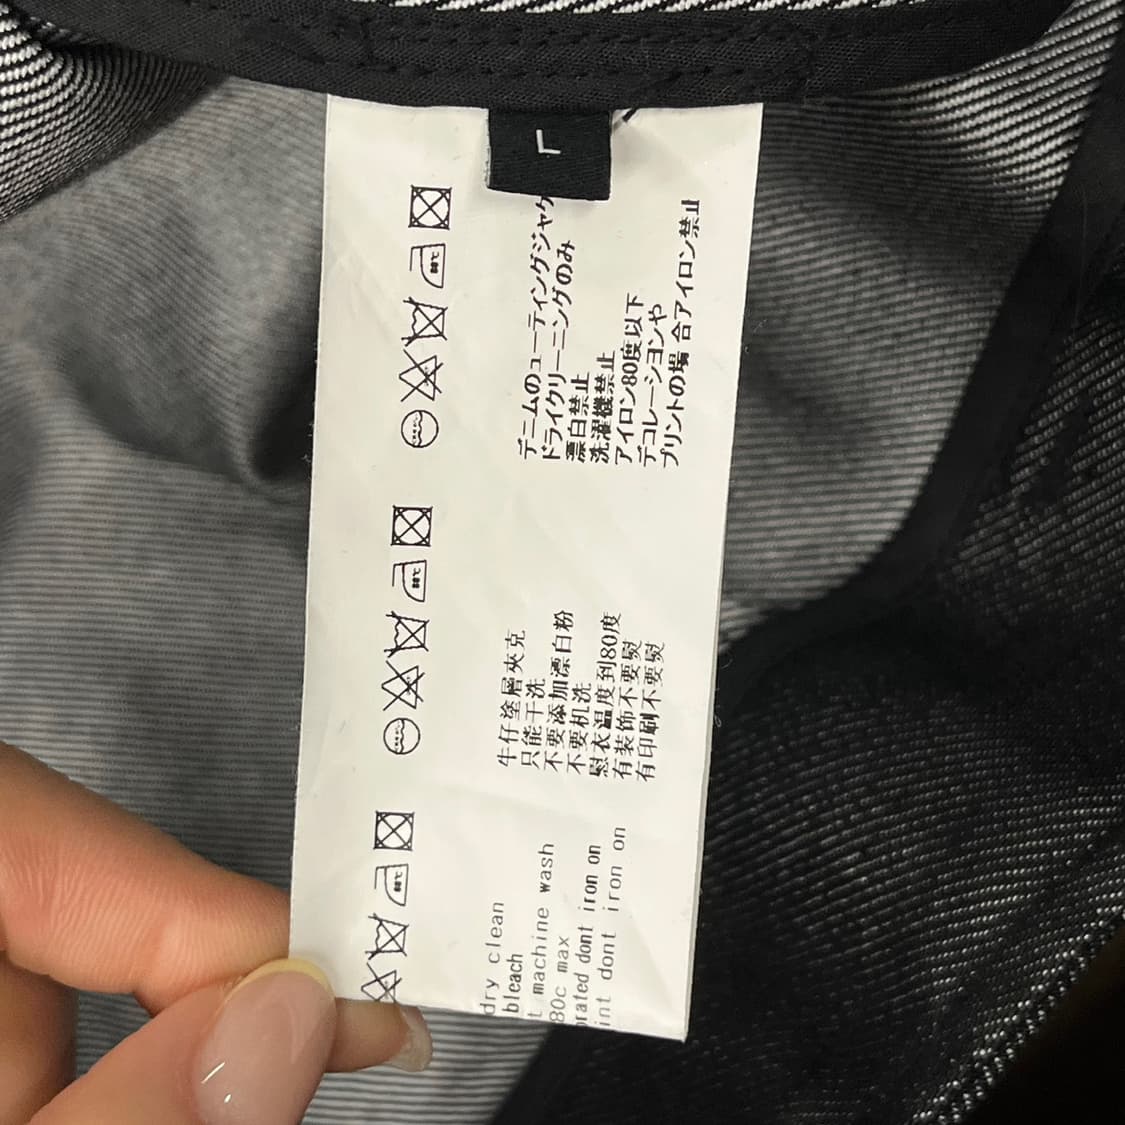 L
デニムのユーティングジャケ
ドライクリーニングのみ
漂白禁止
洗濯機禁止
アイロン80度以下
デコレーションや
プリントの場合アイロン禁止
牛仔塗層夾克
只能干洗
不要添加漂白粉
不要机洗
慰衣温度到80度
有装饰不要熨
有印刷不要熨
dry clean
bleach
machine wash
80c max
dont iron on
dont iron on